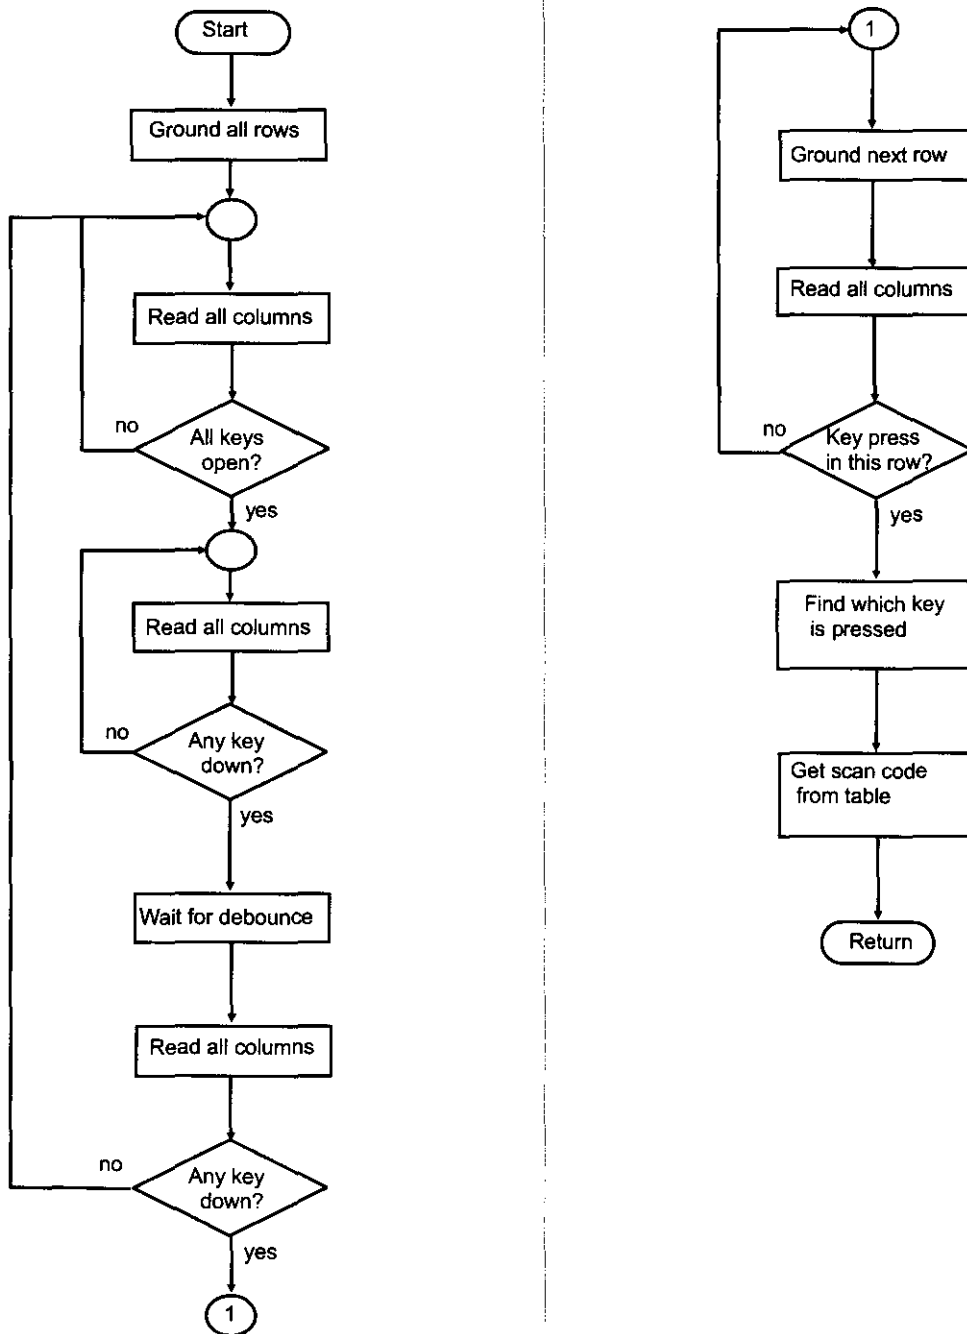 Start
Ground all rows
Read all columns
no
All keys
open?
yes
Read all columns
no
Any key
down?
yes
Wait for debounce
Read all columns
no
Any key
down?
yes
1
1
Ground next row
Read all columns
no
Key press
in this row?
yes
Find which key
is pressed
Get scan code
from table
Return